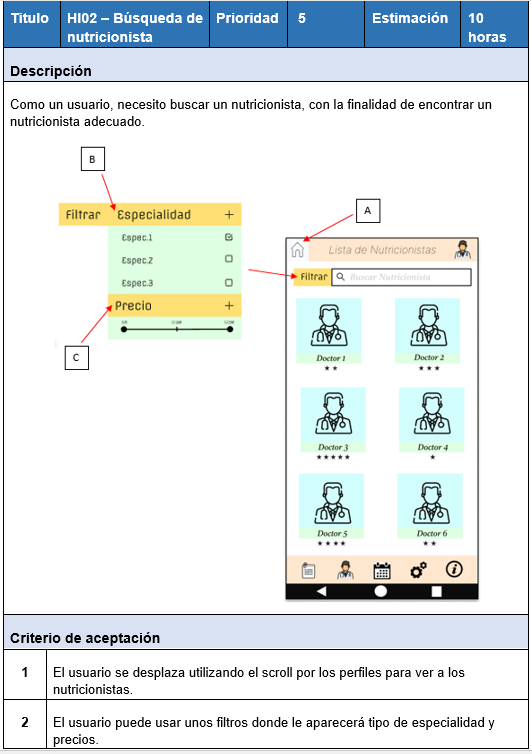 Titulo HI02 – Búsqueda de Prioridad 5 Estimación 10
nutricionista horas
Descripción
Como un usuario, necesito buscar un nutricionista, con la finalidad de encontrar un
nutricionista adecuado.
B
Filtrar Especialidad +
Espec.1
Espec.2
Espec.3
Precio +
C
A
Lista de Nutricionistas
Filtrar Buscar Nutricionista
Doctor 1 Doctor 2
Doctor 3 Doctor 4
Doctor 5 Doctor 6
Criterio de aceptación
1 El usuario se desplaza utilizando el scroll por los perfiles para ver a los
nutricionistas.
2 El usuario puede usar unos filtros donde le aparecerá tipo de especialidad y
precios.